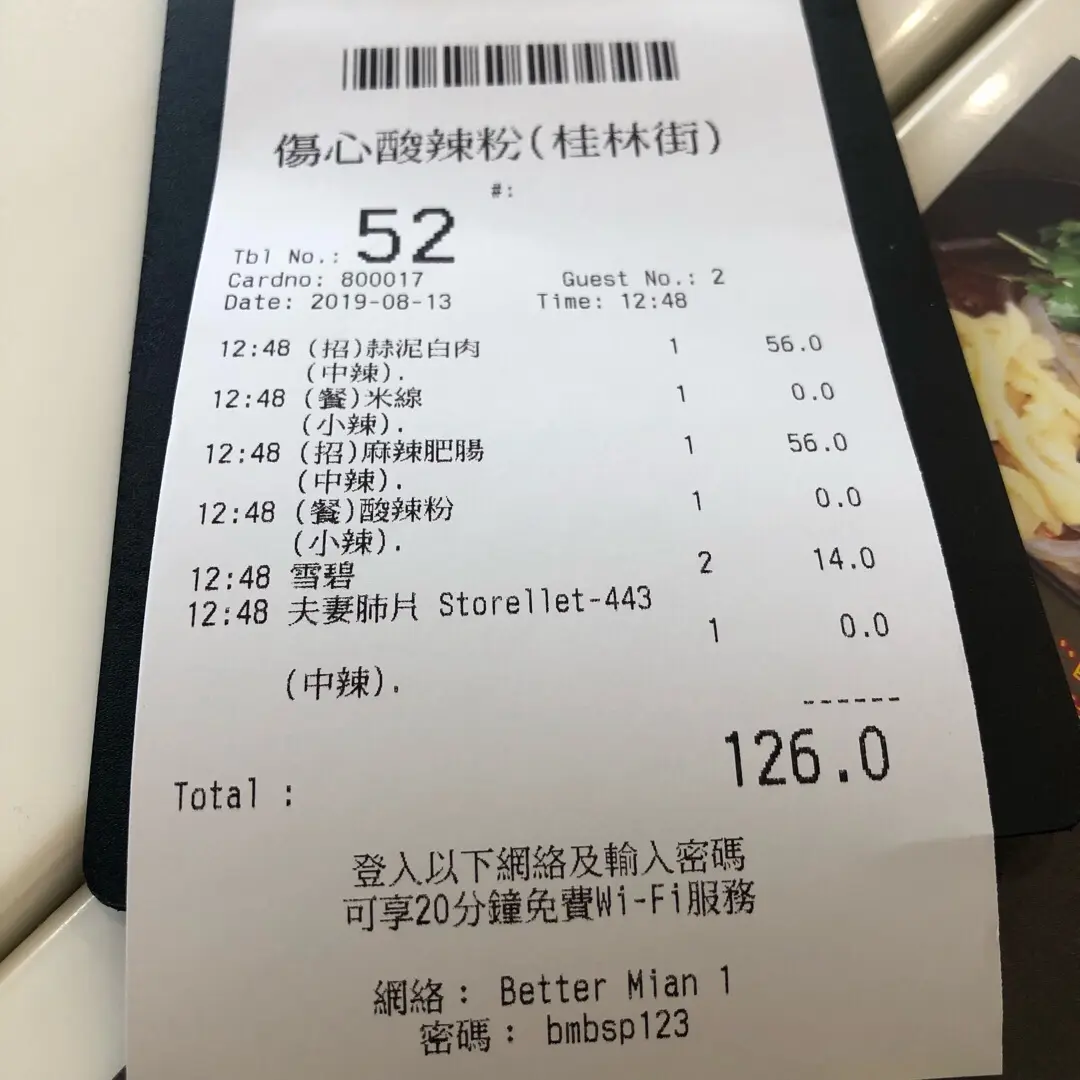 傷心酸辣粉(桂林街)
#:
Tbl No.: 52
Cardno: 800017 Guest No.: 2
Date: 2019-08-13 Time: 12:48
12:48 (招)蒜泥白肉 1 56.0
(中辣).
12:48 (餐)米線 1 0.0
(小辣).
12:48 (招)麻辣肥腸 1 56.0
(中辣).
12:48 (餐)酸辣粉 1 0.0
(小辣).
12:48 雪碧 2 14.0
12:48 夫妻肺片 Storellet-443
1 0.0
(中辣).
------
Total : 126.0
登入以下網絡及輸入密碼
可享20分鐘免費Wi-Fi服務
網絡： Better Mian 1
密碼： bmbsp123